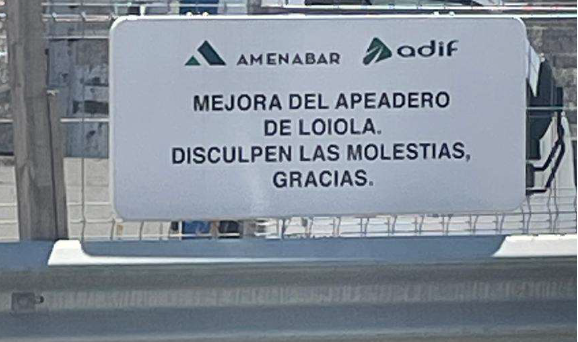 AMENABAR adif
MEJORA DEL APEADERO
DE LOIOLA.
DISCULPEN LAS MOLESTIAS,
GRACIAS.